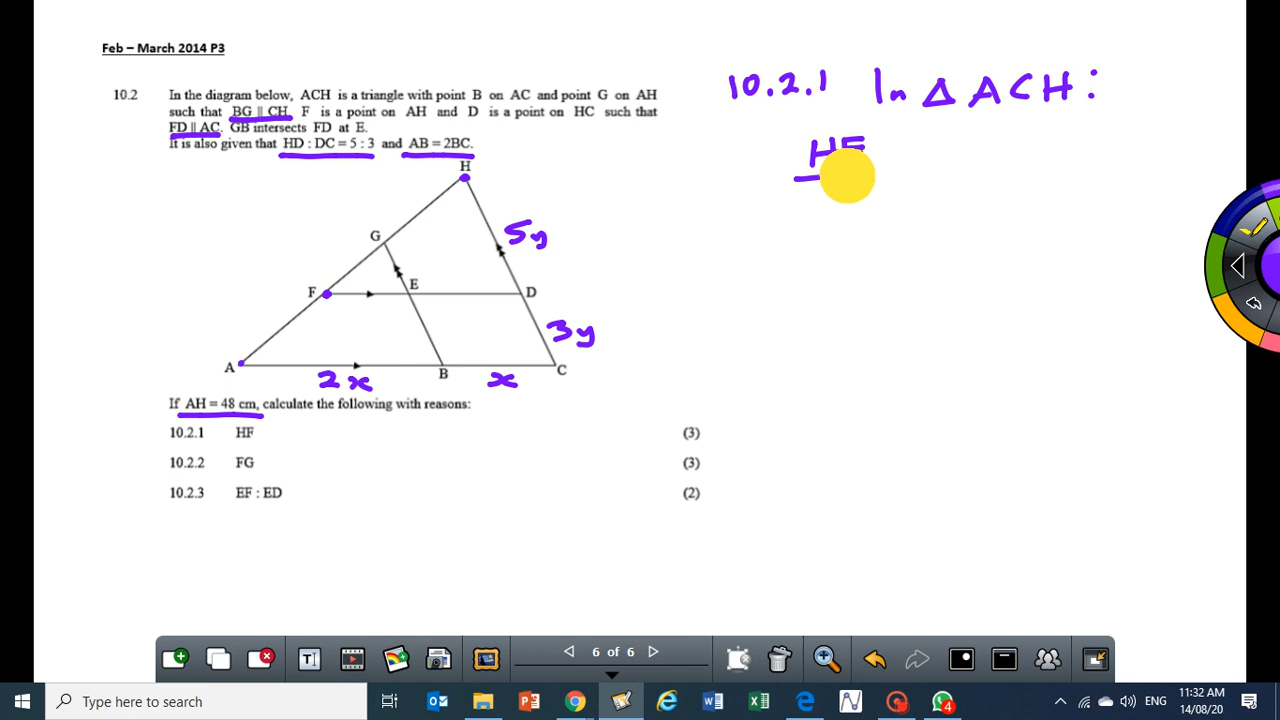 Feb – March 2014 P3
10.2 In the diagram below, ACH is a triangle with point B on AC and point G on AH
such that BG || CH. F is a point on AH and D is a point on HC such that
FD || AC. GB intersects FD at E.
It is also given that HD : DC = 5 : 3 and AB = 2BC.
H
G
5y
F
E
D
3y
A
B
C
2x
x
If AH = 48 cm, calculate the following with reasons:
10.2.1 HF (3)
10.2.2 FG (3)
10.2.3 EF : ED (2)
10.2.1 In Δ ACH:
HF
6 of 6
Type here to search
ENG
11:32 AM
14/08/20